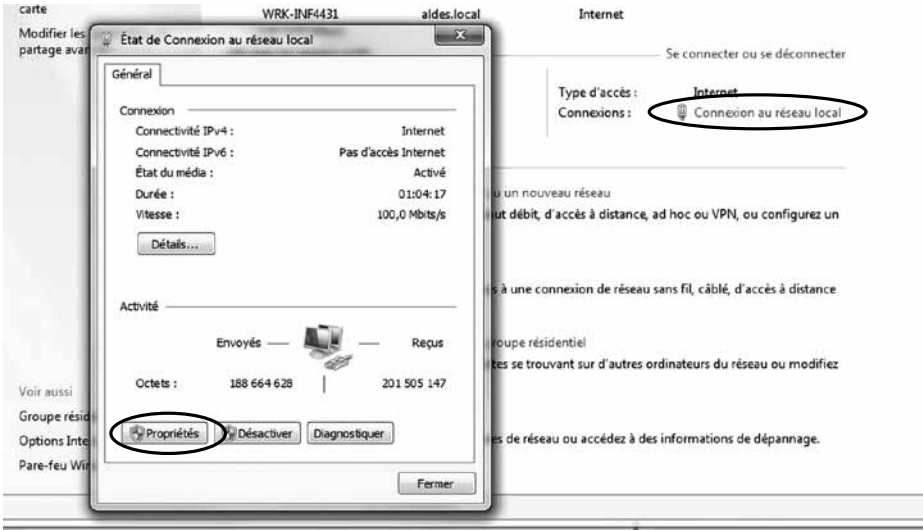 carte
WRK-INF4431 aldes.local Internet
Modifier les
partage avan
État de Connexion au réseau local
Se connecter ou se déconnecter
Général
Type d'accès : Internet
Connexions : Connexion au réseau local
Connexion
Connectivité IPv4 : Internet
Connectivité IPv6 : Pas d'accès Internet
État du média : Activé
Durée : 01:04:17
Vitesse : 100,0 Mbits/s
Détails...
u un nouveau réseau
ut débit, d'accès à distance, ad hoc ou VPN, ou configurez un
s à une connexion de réseau sans fil, câblé, d'accès à distance
Activité
Envoyés Reçus
Octets : 188 664 628 201 505 147
roupe résidentiel
tes se trouvant sur d'autres ordinateurs du réseau ou modifiez
Voir aussi
Groupe résid
Options Inte
Pare-feu Win
Propriétés Désactiver Diagnostiquer
es de réseau ou accédez à des informations de dépannage.
Fermer